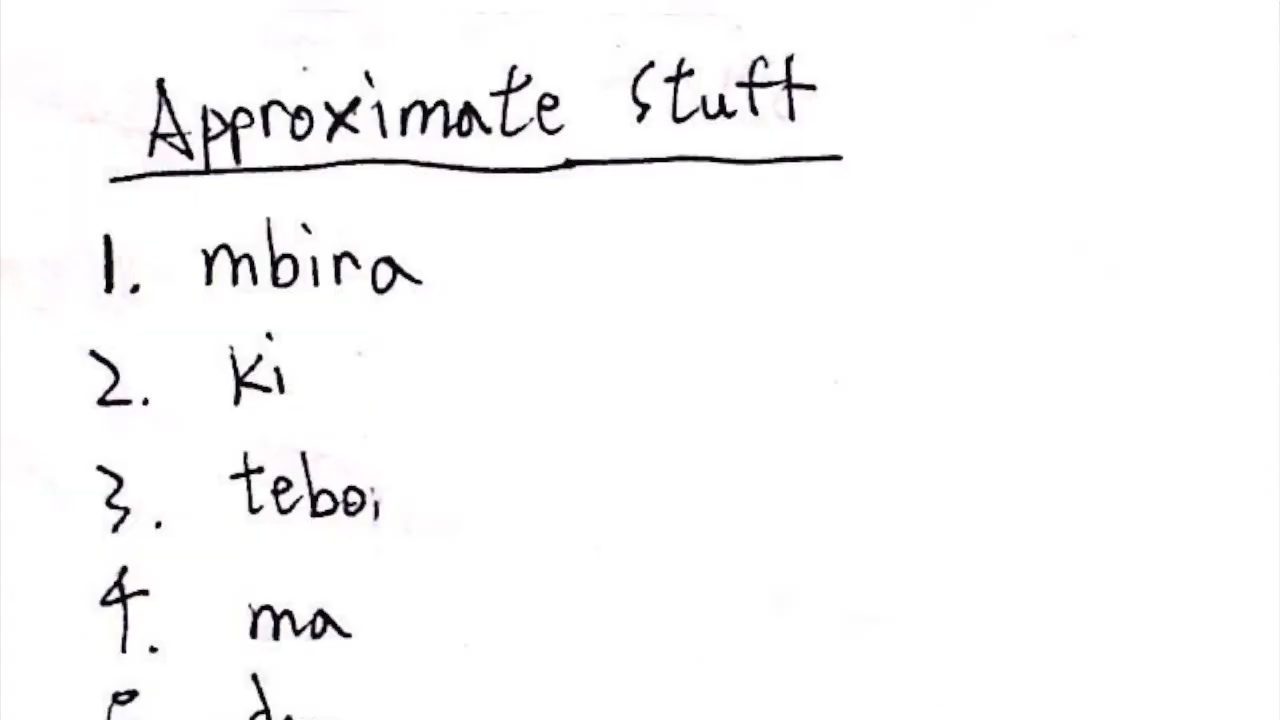 Approximate stuff
1. mbira
2. ki
3. teboi
4. ma